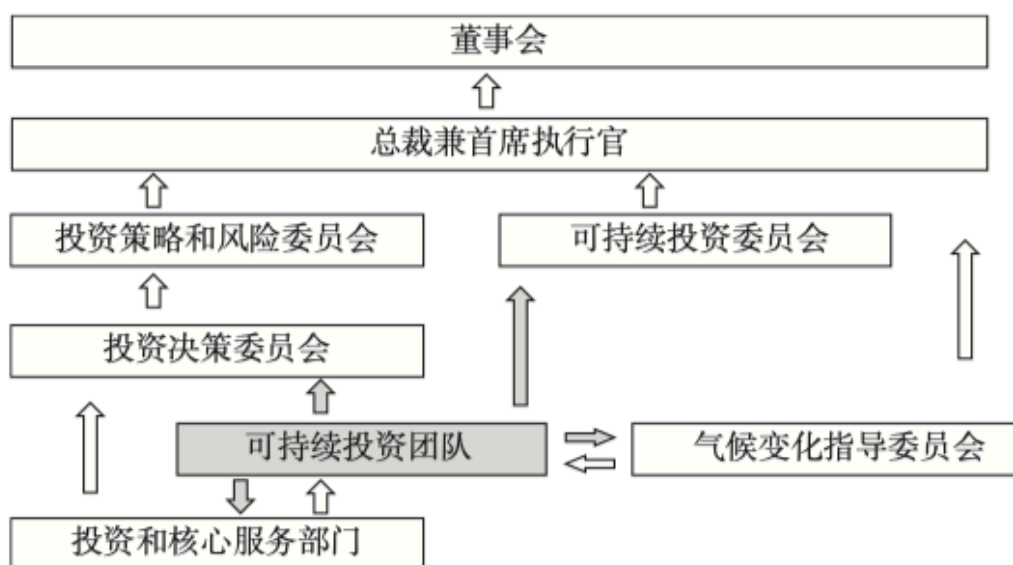 董事会
总裁兼首席执行官
投资策略和风险委员会
可持续投资委员会
投资决策委员会
可持续投资团队
气候变化指导委员会
投资和核心服务部门